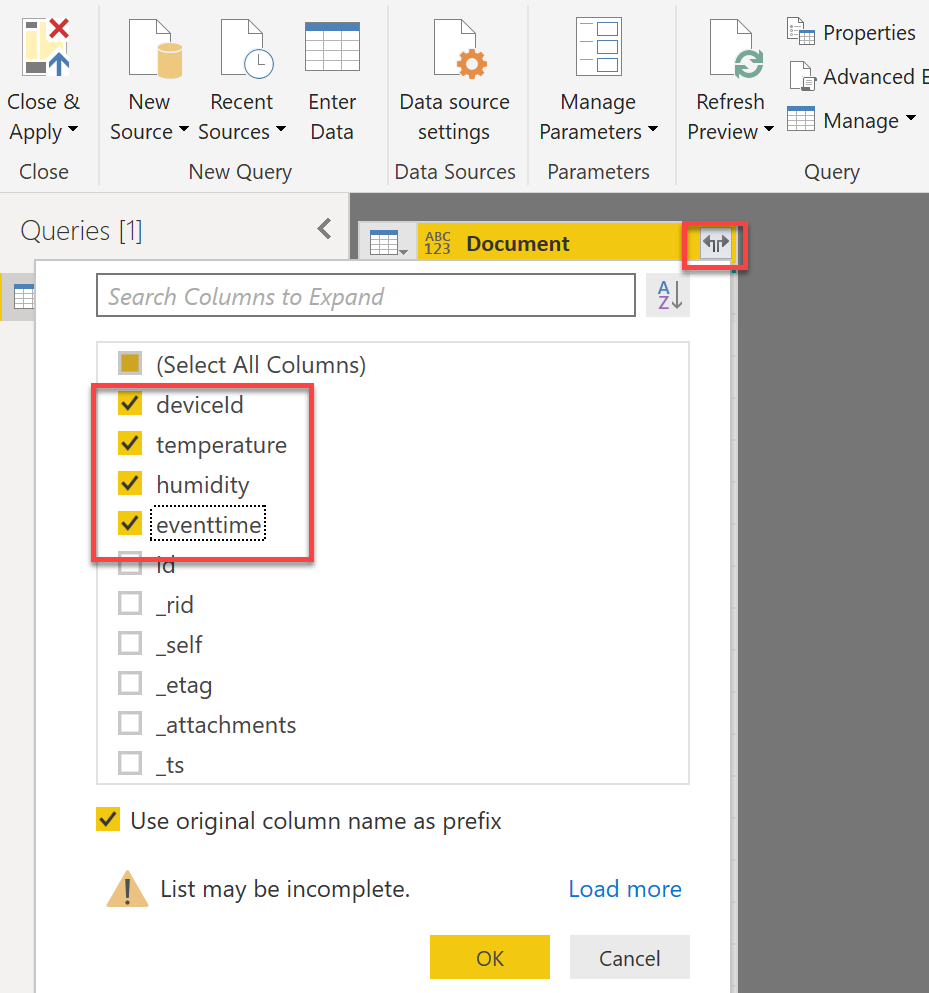 Close &
Apply
New
Source
Recent
Sources
Enter
Data
Data source
settings
Manage
Parameters
Refresh
Preview
Properties
Advanced E
Manage
Close
New Query
Data Sources
Parameters
Query
Queries [1]
ABC
123
Document
Search Columns to Expand
A
Z
(Select All Columns)
deviceId
temperature
humidity
eventtime
id
_rid
_self
_etag
_attachments
_ts
Use original column name as prefix
List may be incomplete.
Load more
OK
Cancel